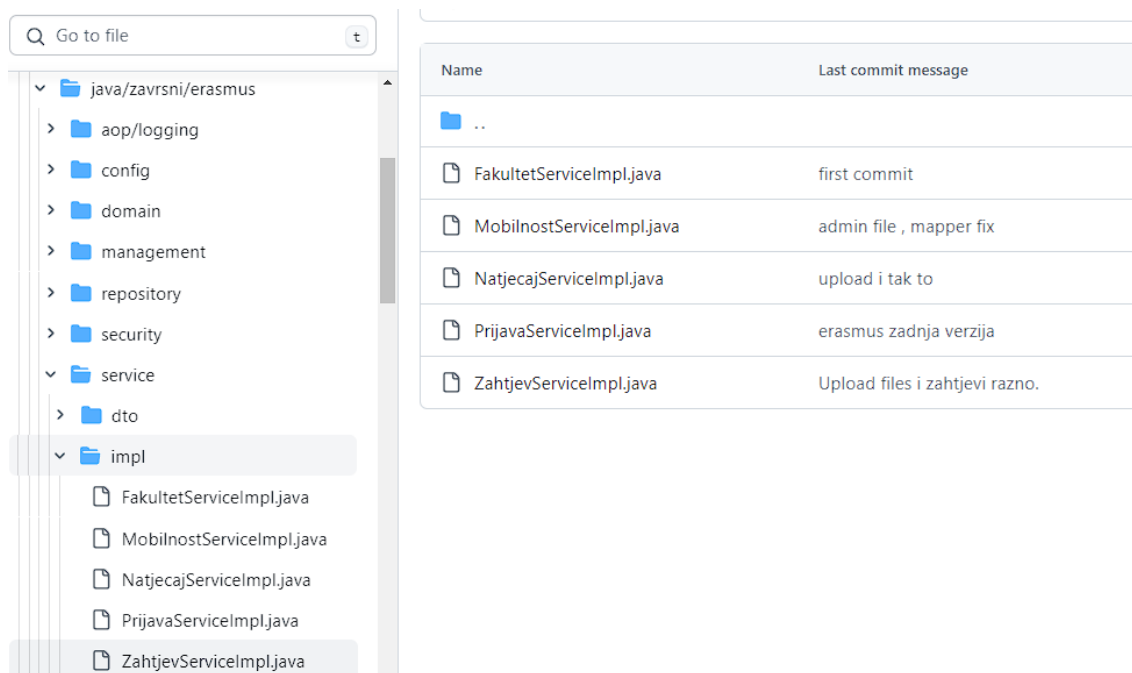 Go to file
t
java/zavrsni/erasmus
aop/logging
config
domain
management
repository
security
service
dto
impl
FakultetServiceImpl.java
MobilnostServiceImpl.java
NatjecajServiceImpl.java
PrijavaServiceImpl.java
ZahtjevServiceImpl.java
Name Last commit message
..
FakultetServiceImpl.java first commit
MobilnostServiceImpl.java admin file , mapper fix
NatjecajServiceImpl.java upload i tak to
PrijavaServiceImpl.java erasmus zadnja verzija
ZahtjevServiceImpl.java Upload files i zahtjevi razno.